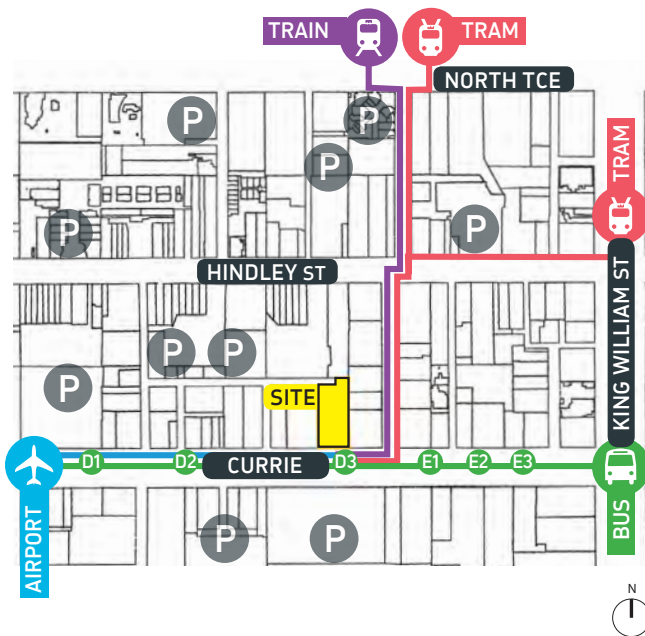 TRAIN
TRAM
NORTH TCE
P
P
P
TRAM
P
P
HINDLEY ST
KING WILLIAM ST
P
P
P
SITE
D1
D2
CURRIE
D3
E1
E2
E3
AIRPORT
BUS
P
P
N